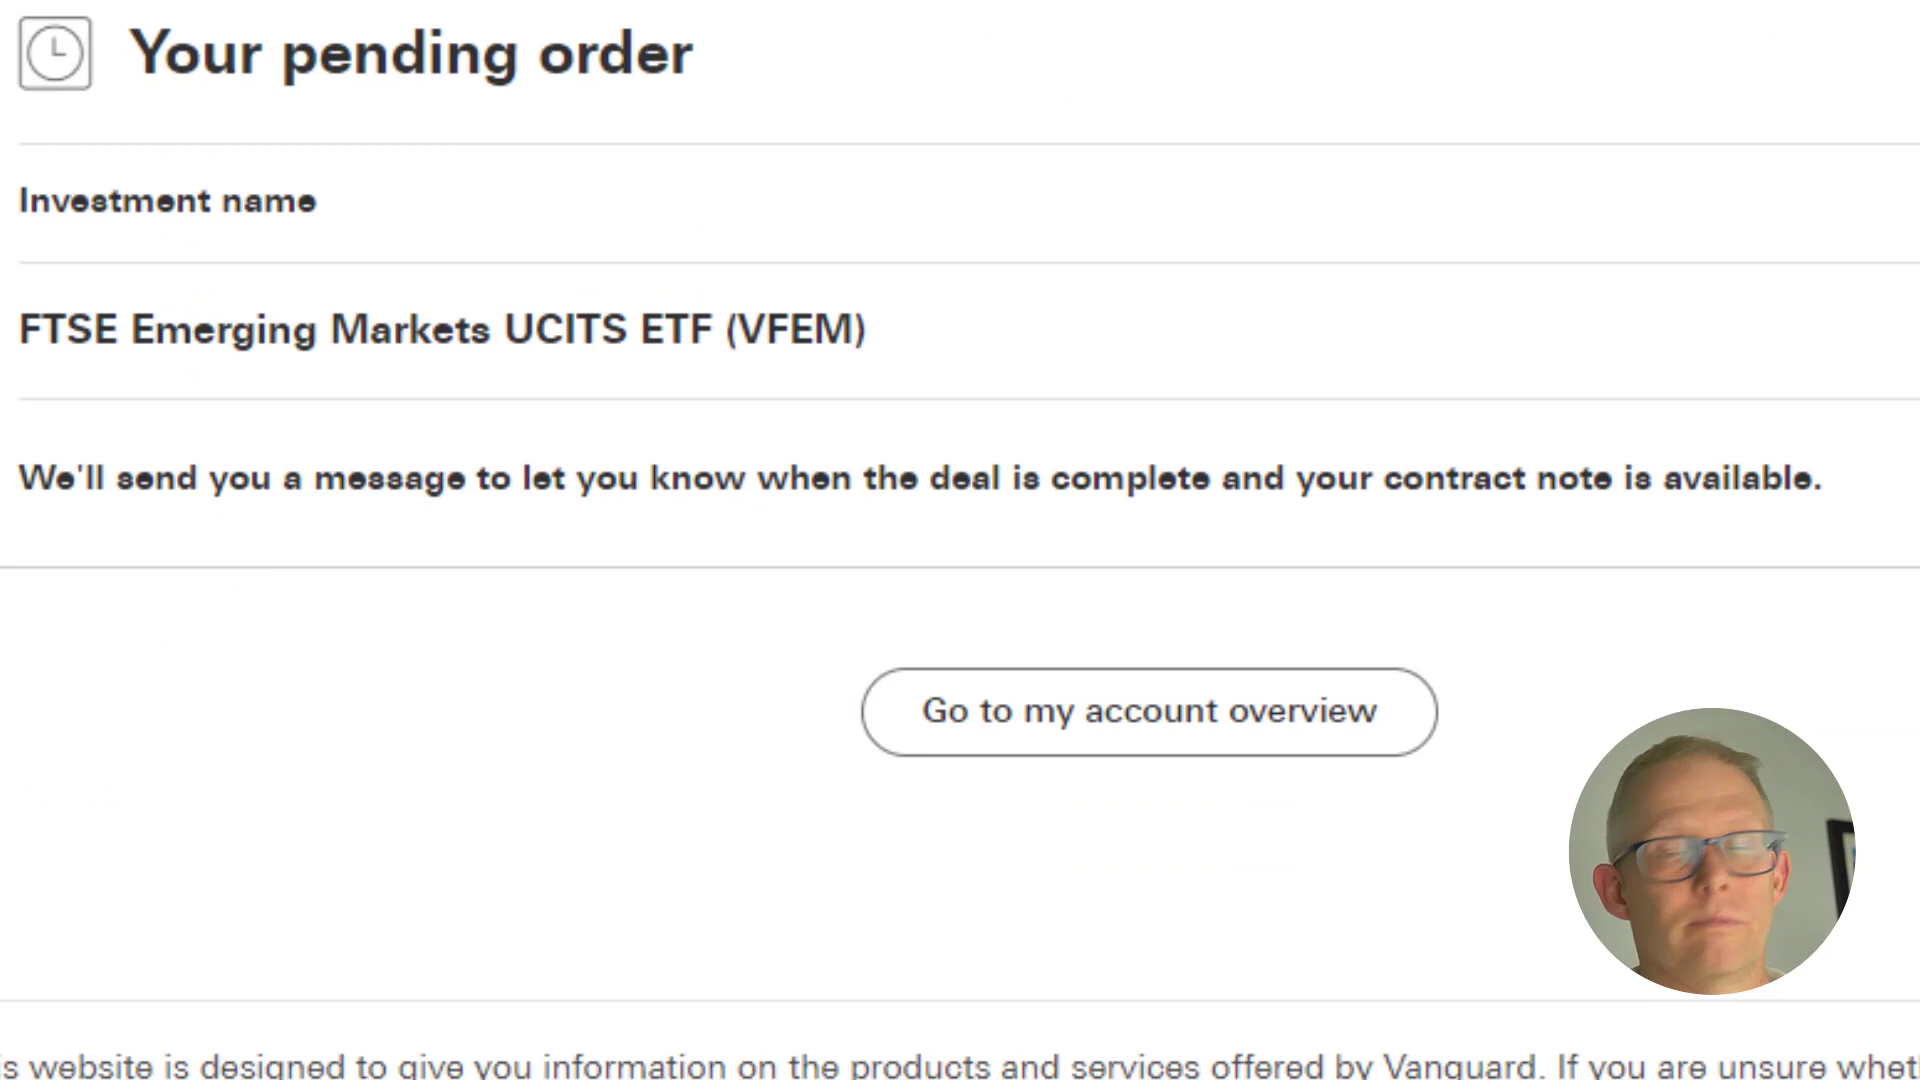 Your pending order
Investment name
FTSE Emerging Markets UCITS ETF (VFEM)
We'll send you a message to let you know when the deal is complete and your contract note is available.
Go to my account overview
website is designed to give you information on the products and services offered by Vanguard. If you are unsure